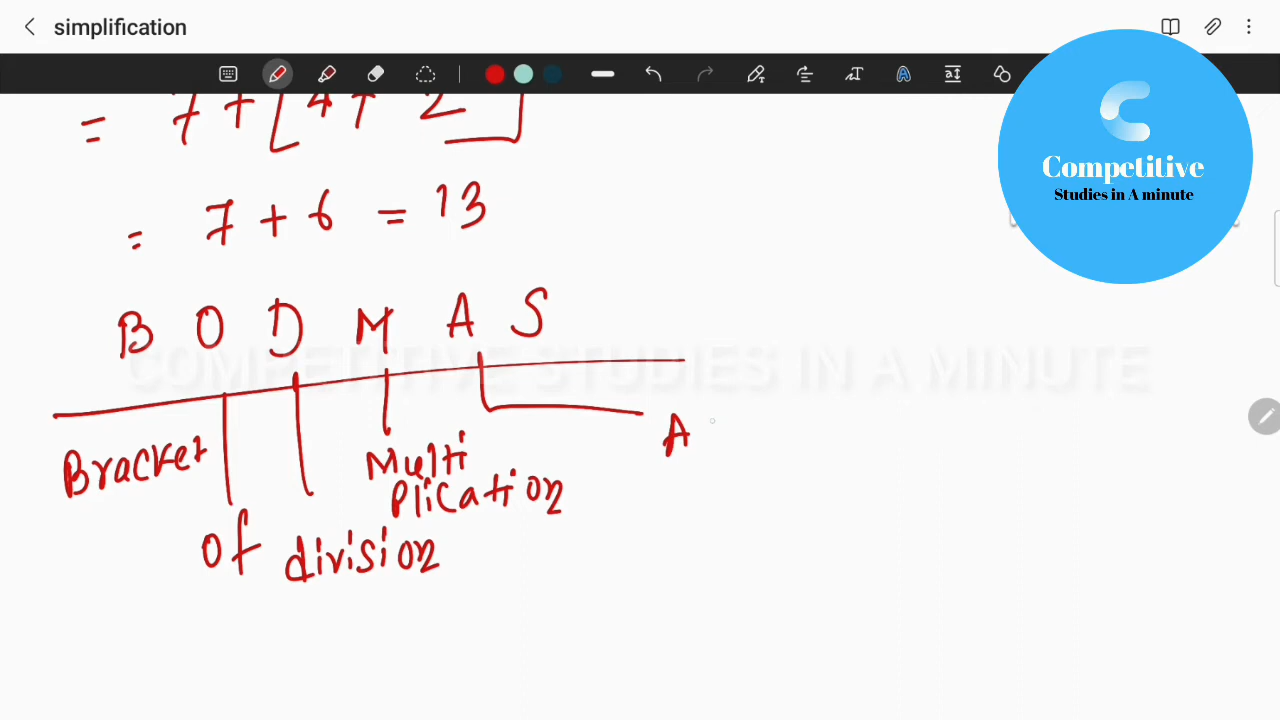 simplification
Competitive
Studies in A minute
= 7 + [ 4 + 2 ]
= 7 + 6 = 13
B O D M A S
COMPETITIVE STUDIES IN A MINUTE
Bracket
of
division
Multi
Plication
A